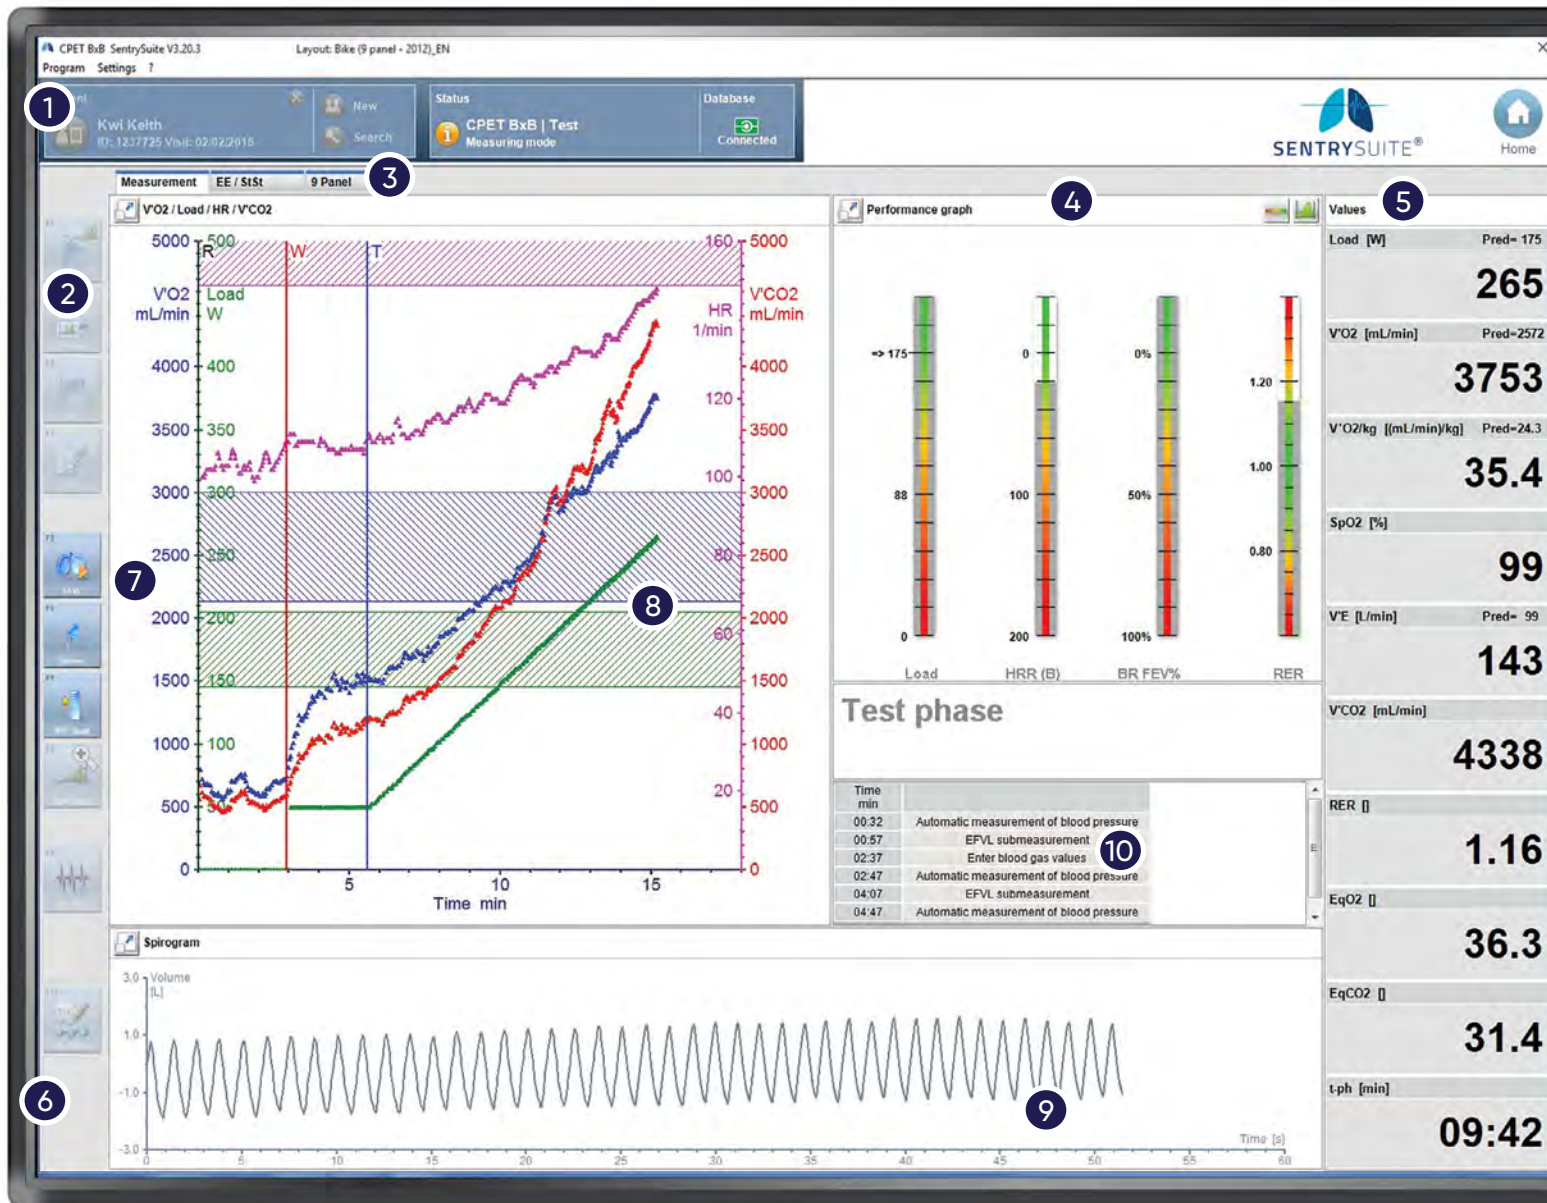 CPET BxB SentrySuite V3.20.3 Layout: Bike (9 panel - 2012)_EN
Program Settings ?
1
Kwi Keith
ID: 1237725 Visit: 02/02/2015
New
Search
Status
CPET BxB | Test
Measuring mode
Database
Connected
SENTRYSUITE®
Home
2
Measurement EE / StSt 9 Panel 3
V'O2 / Load / HR / V'CO2
5000 500 160 5000
R W T
V'O2 Load HR V'CO2
mL/min W 1/min mL/min
4000 400 4000
120
3500 350 3500
100
3000 300 3000
2500 250 80 2500
2000 200 2000
60
1500 150 1500
40
1000 100 1000
20
500 50 500
0 0 0
5 10 15
Time min
7
8
Performance graph 4
=> 175
88
0
Load
0
100
200
HRR (B)
0%
50%
100%
BR FEV%
1.20
1.00
0.80
RER
Test phase
Time
min
00:32 Automatic measurement of blood pressure
00:57 EFVL submeasurement
02:37 Enter blood gas values
02:47 Automatic measurement of blood pressure
04:07 EFVL submeasurement
04:47 Automatic measurement of blood pressure
10
Values 5
Load [W] Pred= 175
265
V'O2 [mL/min] Pred=2572
3753
V'O2/kg [(mL/min)/kg] Pred=24.3
35.4
SpO2 [%]
99
V'E [L/min] Pred= 99
143
V'CO2 [mL/min]
4338
RER []
1.16
EqO2 []
36.3
EqCO2 []
31.4
t-ph [min]
09:42
Spirogram
3.0 Volume
[L]
1.0
-1.0
-3.0
0 5 10 15 20 25 30 35 40 45 50 55 60
Time [s]
6
9